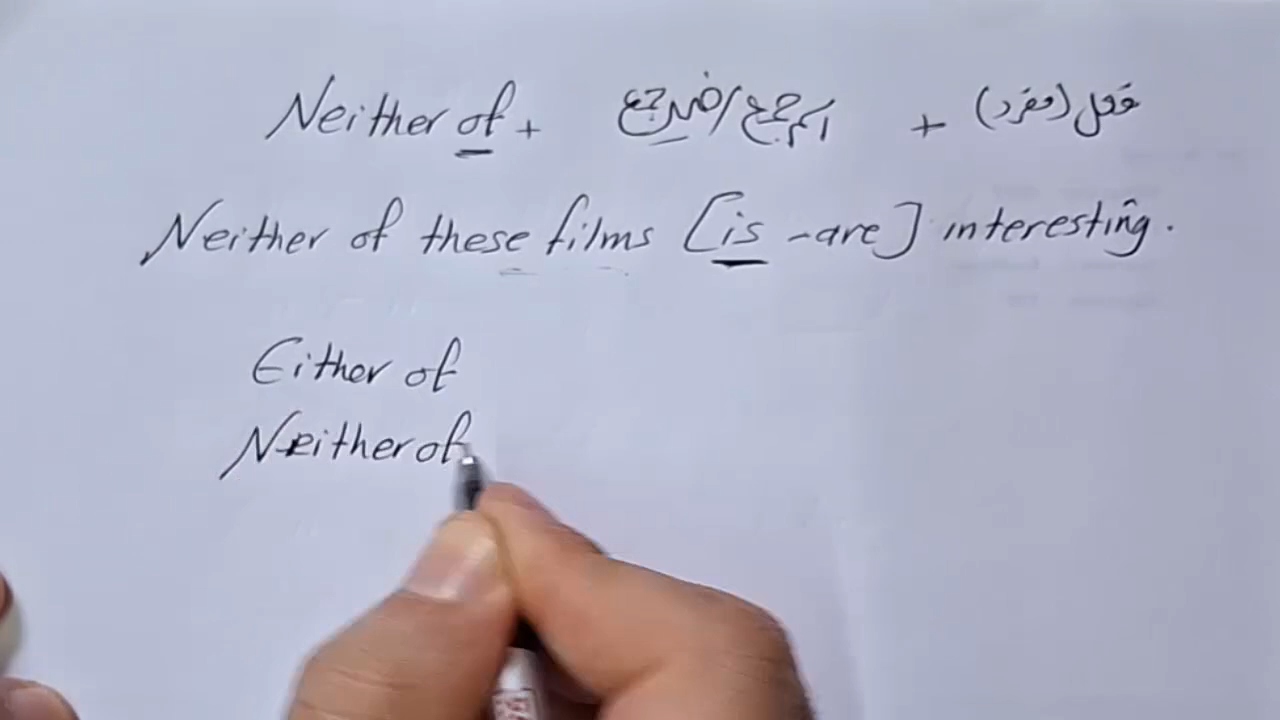 Neither of + اسم جمع/ضمير جمع + فعل (مفرد)
Neither of these films [is - are] interesting.
Either of
Neither of